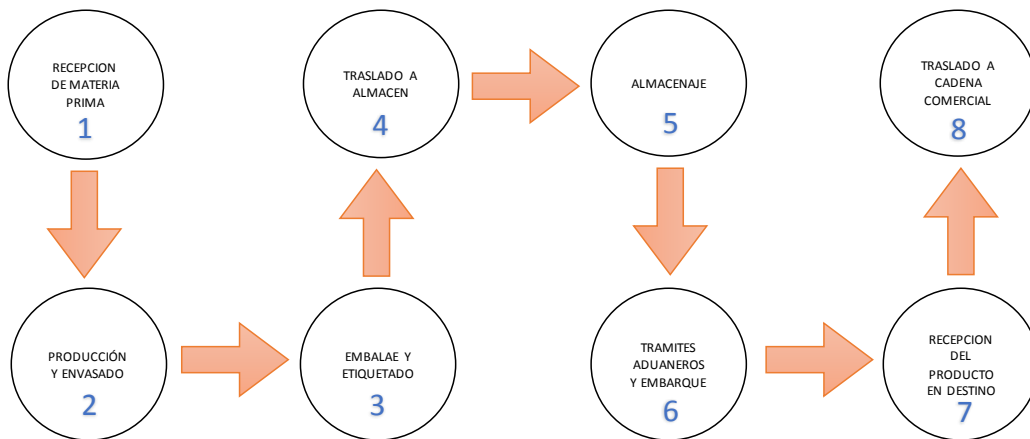 RECEPCION
DE MATERIA
PRIMA
1
PRODUCCIÓN
Y ENVASADO
2
EMBALAE Y
ETIQUETADO
3
TRASLADO A
ALMACEN
4
ALMACENAJE
5
TRAMITES
ADUANEROS
Y EMBARQUE
6
RECEPCION
DEL
PRODUCTO
EN DESTINO
7
TRASLADO A
CADENA
COMERCIAL
8